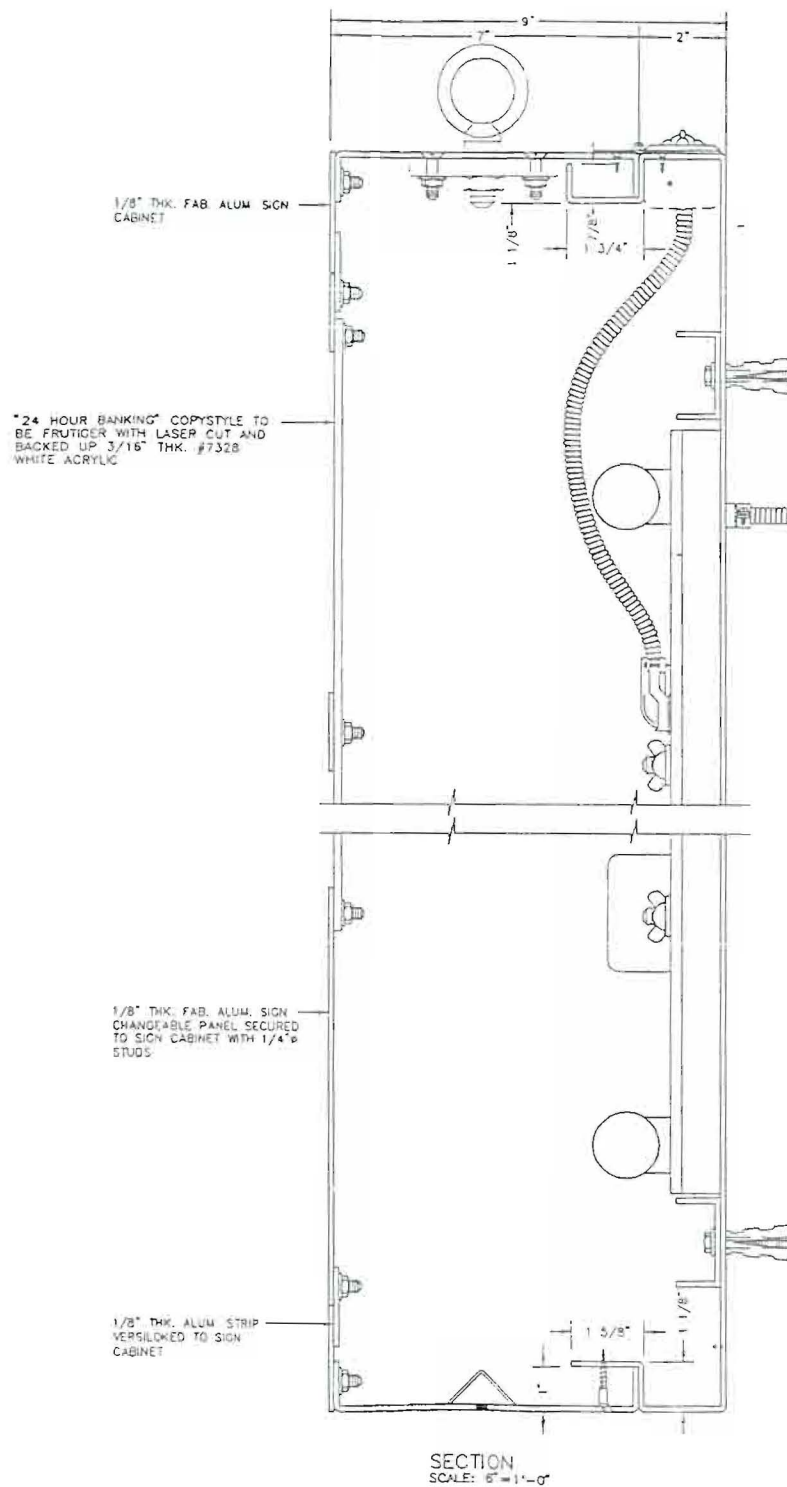 9"
7"
2"
1/8" THK. FAB. ALUM SIGN
CABINET
1 1/8"
7/8"
1 3/4"
"24 HOUR BANKING" COPYSTYLE TO
BE FRUTIGER WITH LASER CUT AND
BACKED UP 3/16" THK. #7328
WHITE ACRYLIC
1/8" THK. FAB. ALUM. SIGN
CHANGEABLE PANEL SECURED
TO SIGN CABINET WITH 1/4"ø
STUDS
1/8" THK. ALUM. STRIP
VERSILOKED TO SIGN
CABINET
1 5/8"
1 1/8"
1"
SECTION
SCALE: 6"=1'-0"